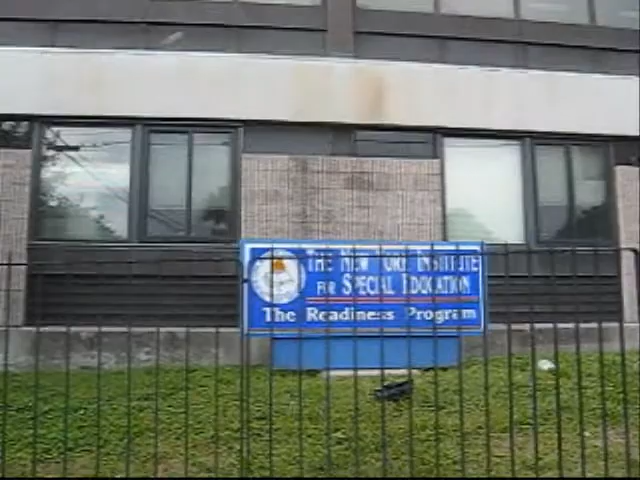 THE NEW YORK INSTITUTE
FOR SPECIAL EDUCATION
The Readiness Program